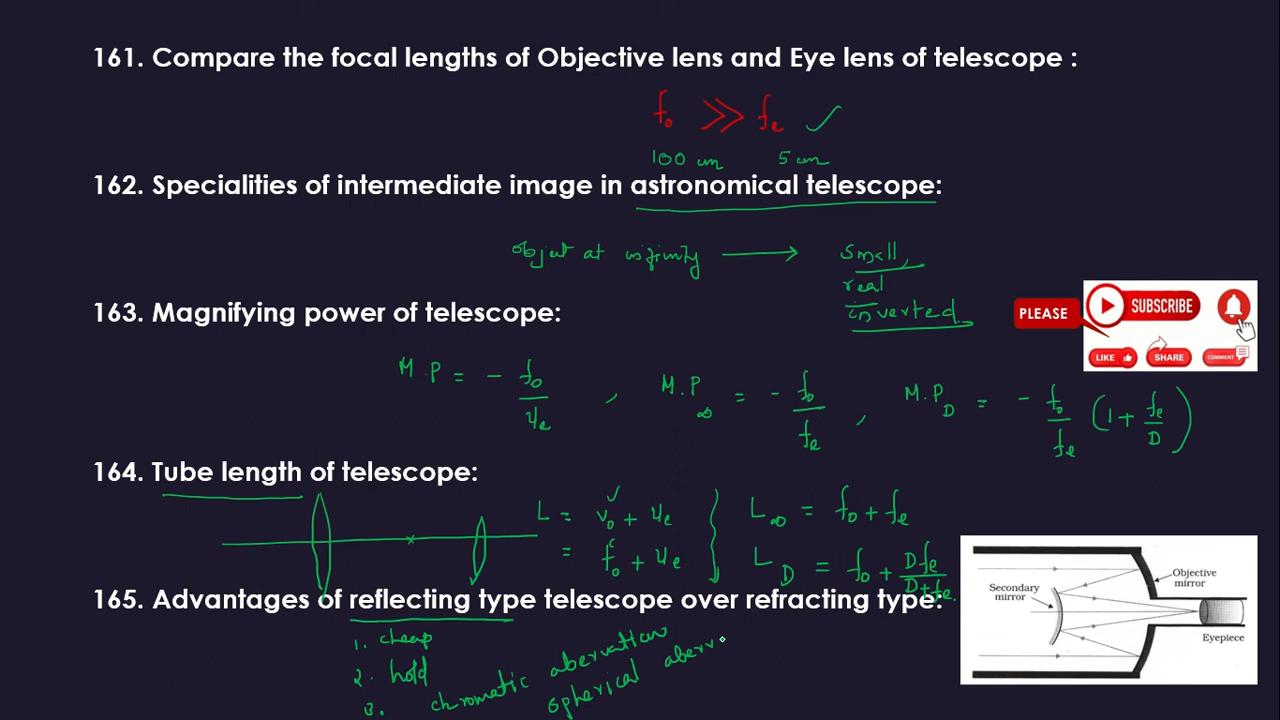 161. Compare the focal lengths of Objective lens and Eye lens of telescope :
f₀ >> fₑ ✓
100 cm 5 cm
162. Specialities of intermediate image in astronomical telescope:
object at infinity → small,
real
inverted
163. Magnifying power of telescope:
PLEASE
SUBSCRIBE
LIKE SHARE COMMENT
M.P = - f₀/uₑ , M.P∞ = - f₀/fₑ , M.P_D = - f₀/fₑ (1 + fₑ/D)
164. Tube length of telescope:
L = v₀ + uₑ
= f₀ + uₑ
L∞ = f₀ + fₑ
L_D = f₀ + Dfₑ/D+fₑ
165. Advantages of reflecting type telescope over refracting type:
1. cheap
2. hold
3. chromatic aberration
spherical aberr
Secondary
mirror
Objective
mirror
Eyepiece